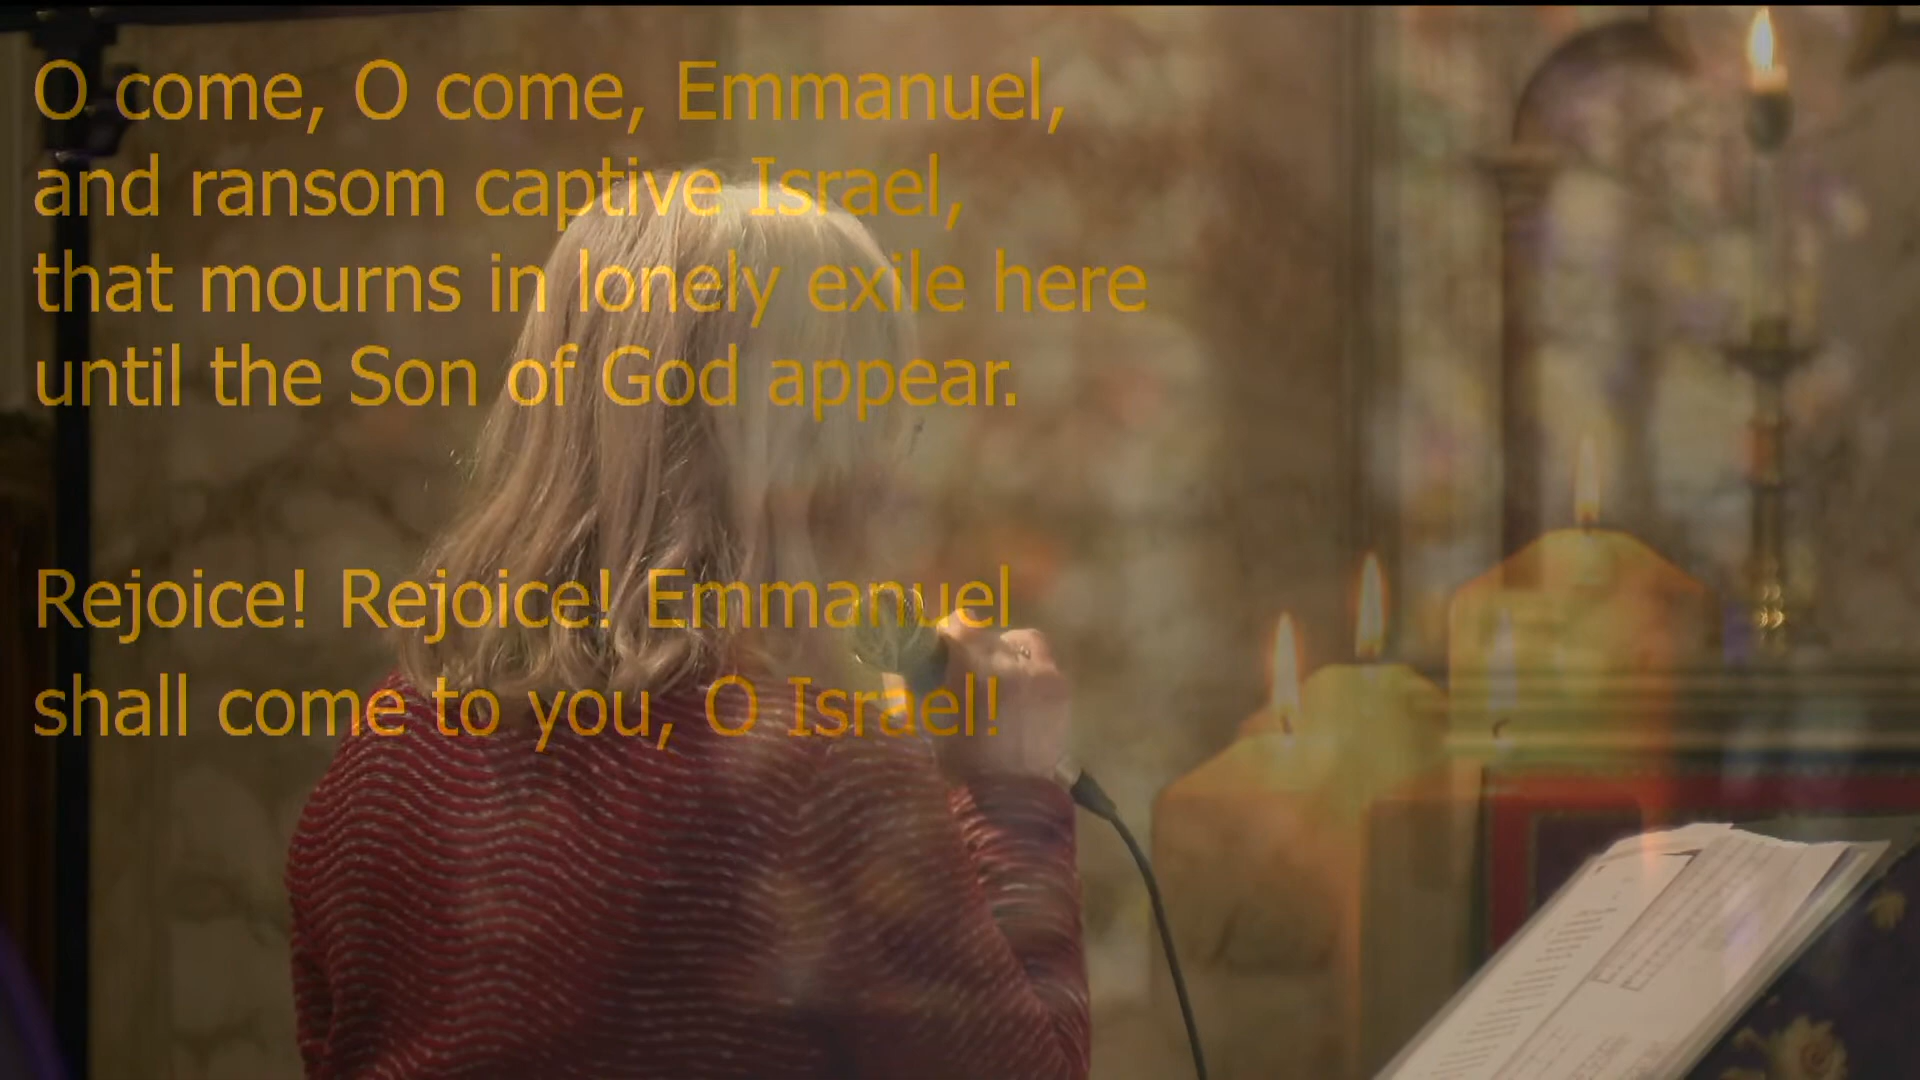 O come, O come, Emmanuel,
and ransom captive Israel,
that mourns in lonely exile here
until the Son of God appear.
Rejoice! Rejoice! Emmanuel
shall come to you, O Israel!